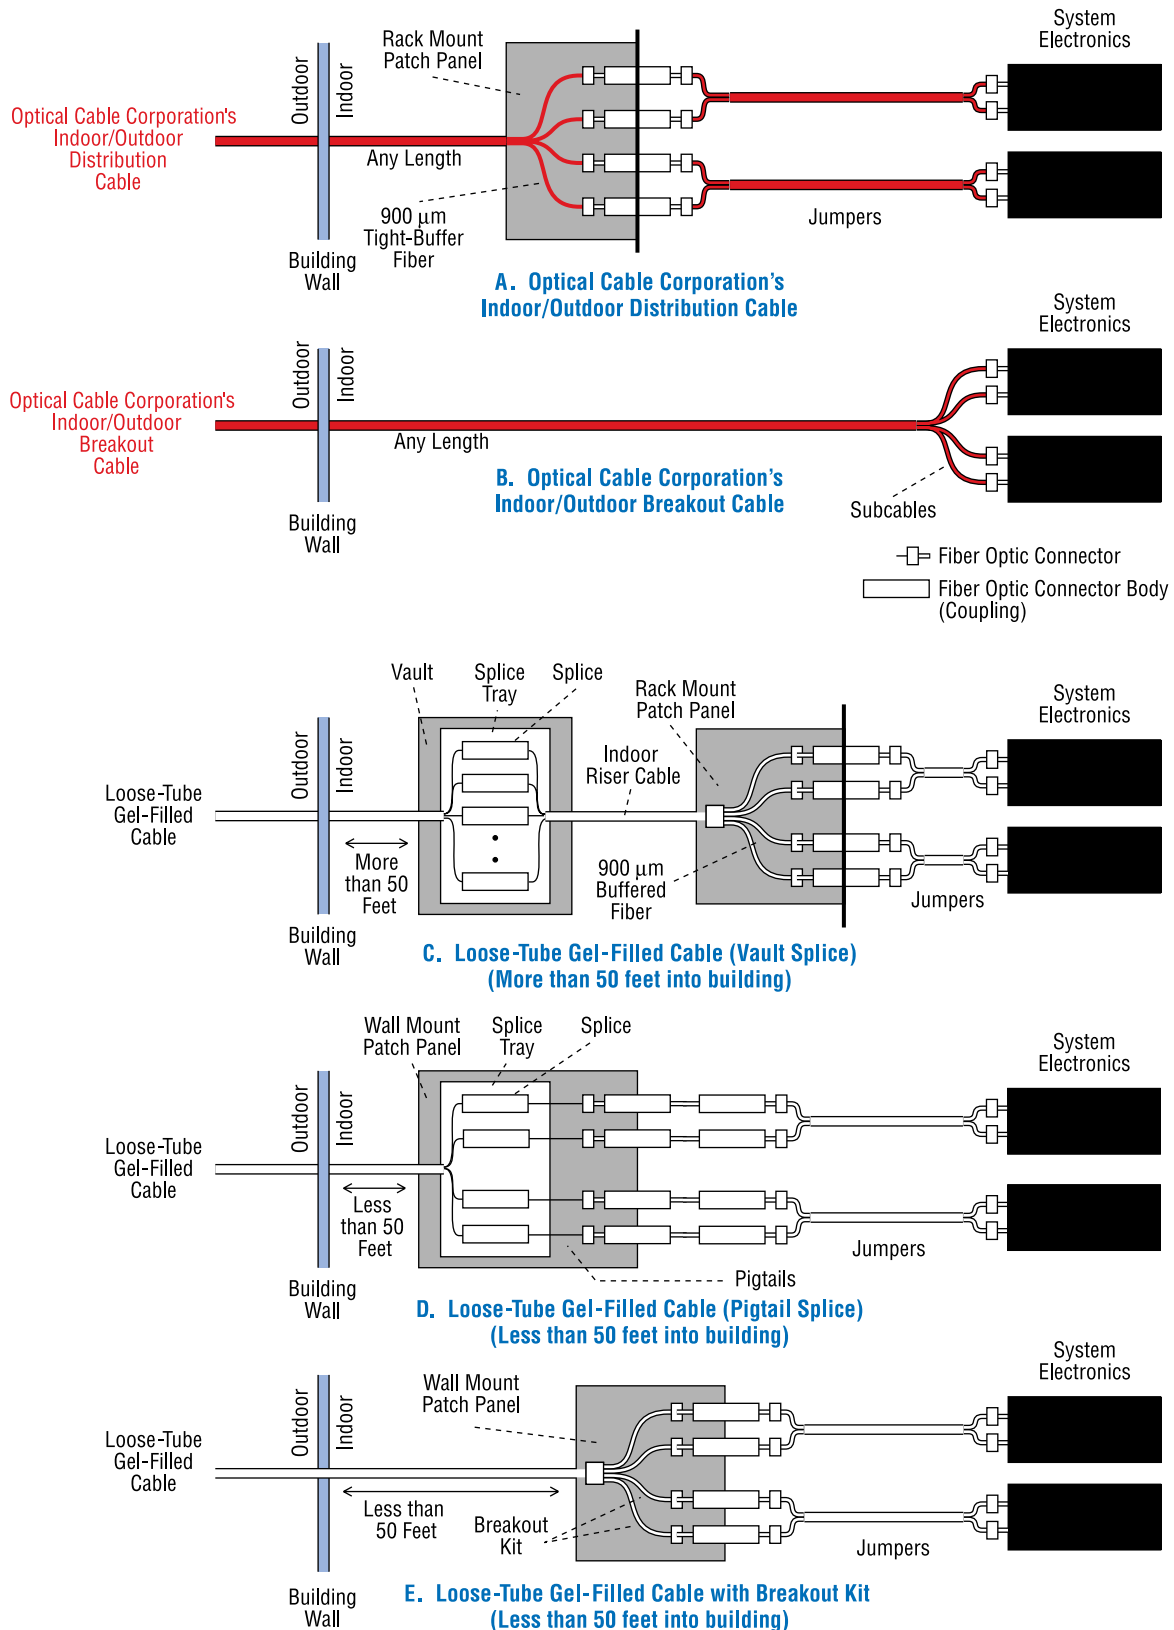 System
Electronics
Rack Mount
Patch Panel
Outdoor
Indoor
Optical Cable Corporation's
Indoor/Outdoor
Distribution
Cable
Any Length
900 µm
Tight-Buffer
Fiber
Jumpers
Building
Wall
A. Optical Cable Corporation's
Indoor/Outdoor Distribution Cable
System
Electronics
Outdoor
Indoor
Optical Cable Corporation's
Indoor/Outdoor
Breakout
Cable
Any Length
B. Optical Cable Corporation's
Indoor/Outdoor Breakout Cable
Subcables
Building
Wall
Fiber Optic Connector
Fiber Optic Connector Body
(Coupling)
Vault
Splice
Tray
Splice
Rack Mount
Patch Panel
System
Electronics
Outdoor
Indoor
Indoor
Riser Cable
Loose-Tube
Gel-Filled
Cable
More
than 50
Feet
900 µm
Buffered
Fiber
Jumpers
Building
Wall
C. Loose-Tube Gel-Filled Cable (Vault Splice)
(More than 50 feet into building)
Wall Mount
Patch Panel
Splice
Tray
Splice
System
Electronics
Outdoor
Indoor
Loose-Tube
Gel-Filled
Cable
Less
than 50
Feet
Jumpers
Pigtails
Building
Wall
D. Loose-Tube Gel-Filled Cable (Pigtail Splice)
(Less than 50 feet into building)
System
Electronics
Wall Mount
Patch Panel
Outdoor
Indoor
Loose-Tube
Gel-Filled
Cable
Less than
50 Feet
Breakout
Kit
Jumpers
Building
Wall
E. Loose-Tube Gel-Filled Cable with Breakout Kit
(Less than 50 feet into building)